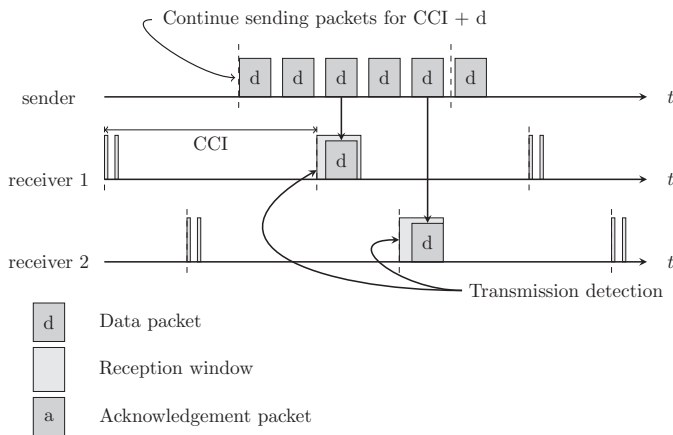 Continue sending packets for CCI + d
d d d d d d
sender t
CCI
d
receiver 1 t
d
receiver 2 t
Transmission detection
d Data packet
Reception window
a Acknowledgement packet